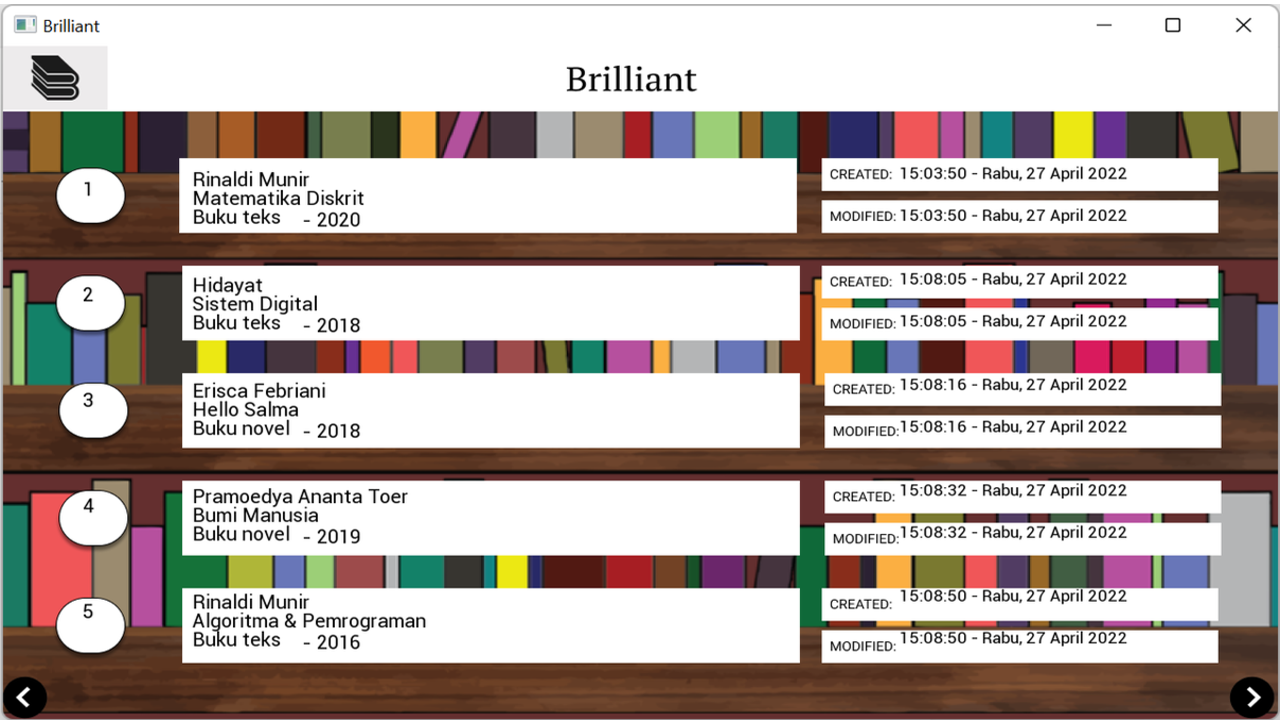 Brilliant
Brilliant
1
Rinaldi Munir
Matematika Diskrit
Buku teks - 2020
CREATED: 15:03:50 - Rabu, 27 April 2022
MODIFIED: 15:03:50 - Rabu, 27 April 2022
2
Hidayat
Sistem Digital
Buku teks - 2018
CREATED: 15:08:05 - Rabu, 27 April 2022
MODIFIED: 15:08:05 - Rabu, 27 April 2022
3
Erisca Febriani
Hello Salma
Buku novel - 2018
CREATED: 15:08:16 - Rabu, 27 April 2022
MODIFIED: 15:08:16 - Rabu, 27 April 2022
4
Pramoedya Ananta Toer
Bumi Manusia
Buku novel - 2019
CREATED: 15:08:32 - Rabu, 27 April 2022
MODIFIED: 15:08:32 - Rabu, 27 April 2022
5
Rinaldi Munir
Algoritma & Pemrograman
Buku teks - 2016
CREATED: 15:08:50 - Rabu, 27 April 2022
MODIFIED: 15:08:50 - Rabu, 27 April 2022